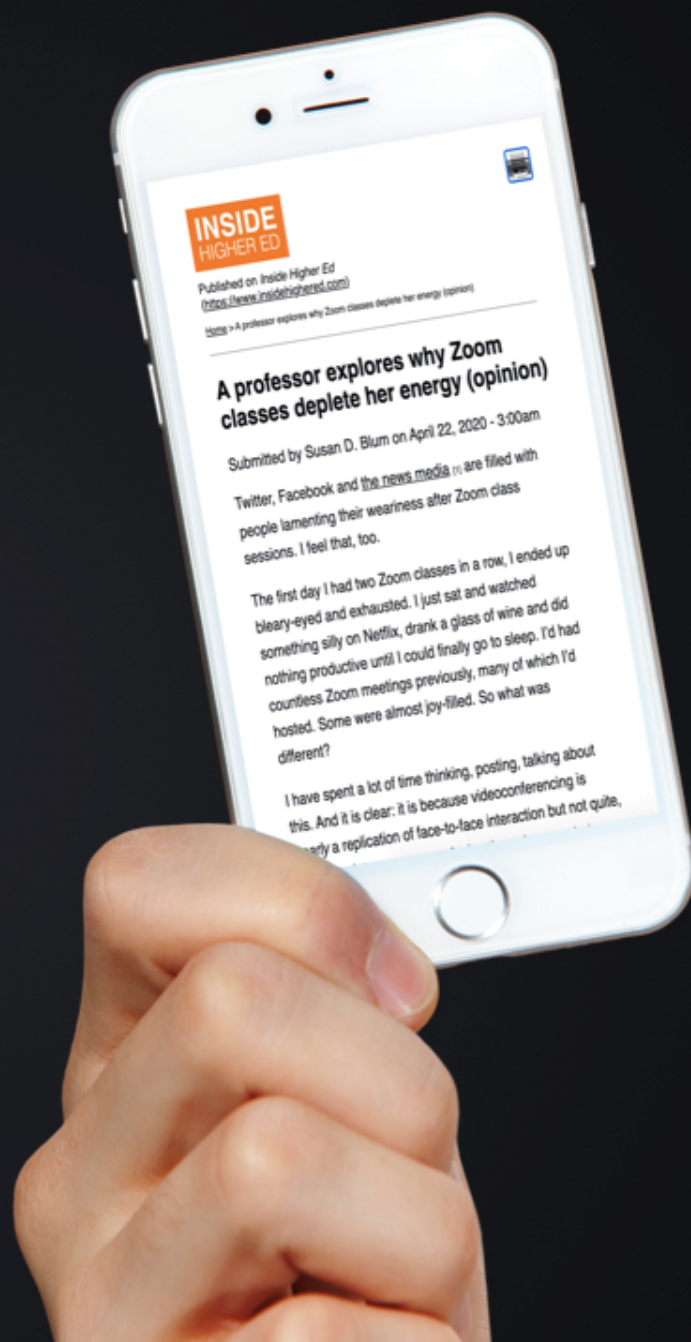 INSIDE
HIGHER ED
Published on Inside Higher Ed
(https://www.insidehighered.com)
Home > A professor explores why Zoom classes deplete her energy (opinion)
A professor explores why Zoom
classes deplete her energy (opinion)
Submitted by Susan D. Blum on April 22, 2020 - 3:00am
Twitter, Facebook and the news media [1] are filled with
people lamenting their weariness after Zoom class
sessions. I feel that, too.
The first day I had two Zoom classes in a row, I ended up
bleary-eyed and exhausted. I just sat and watched
something silly on Netflix, drank a glass of wine and did
nothing productive until I could finally go to sleep. I'd had
countless Zoom meetings previously, many of which I'd
hosted. Some were almost joy-filled. So what was
different?
I have spent a lot of time thinking, posting, talking about
this. And it is clear: it is because videoconferencing is
a replication of face-to-face interaction but not quite,